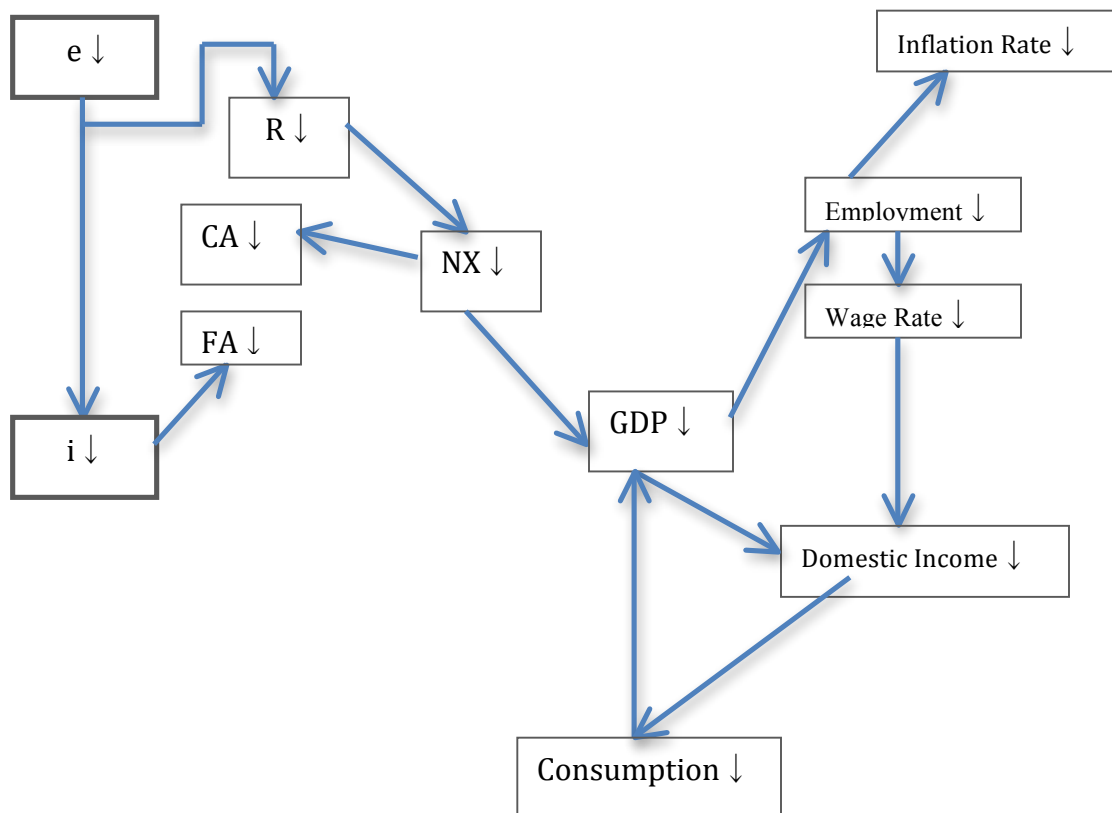 e ↓
Inflation Rate ↓
R ↓
Employment ↓
CA ↓
NX ↓
Wage Rate ↓
FA ↓
GDP ↓
i ↓
Domestic Income ↓
Consumption ↓